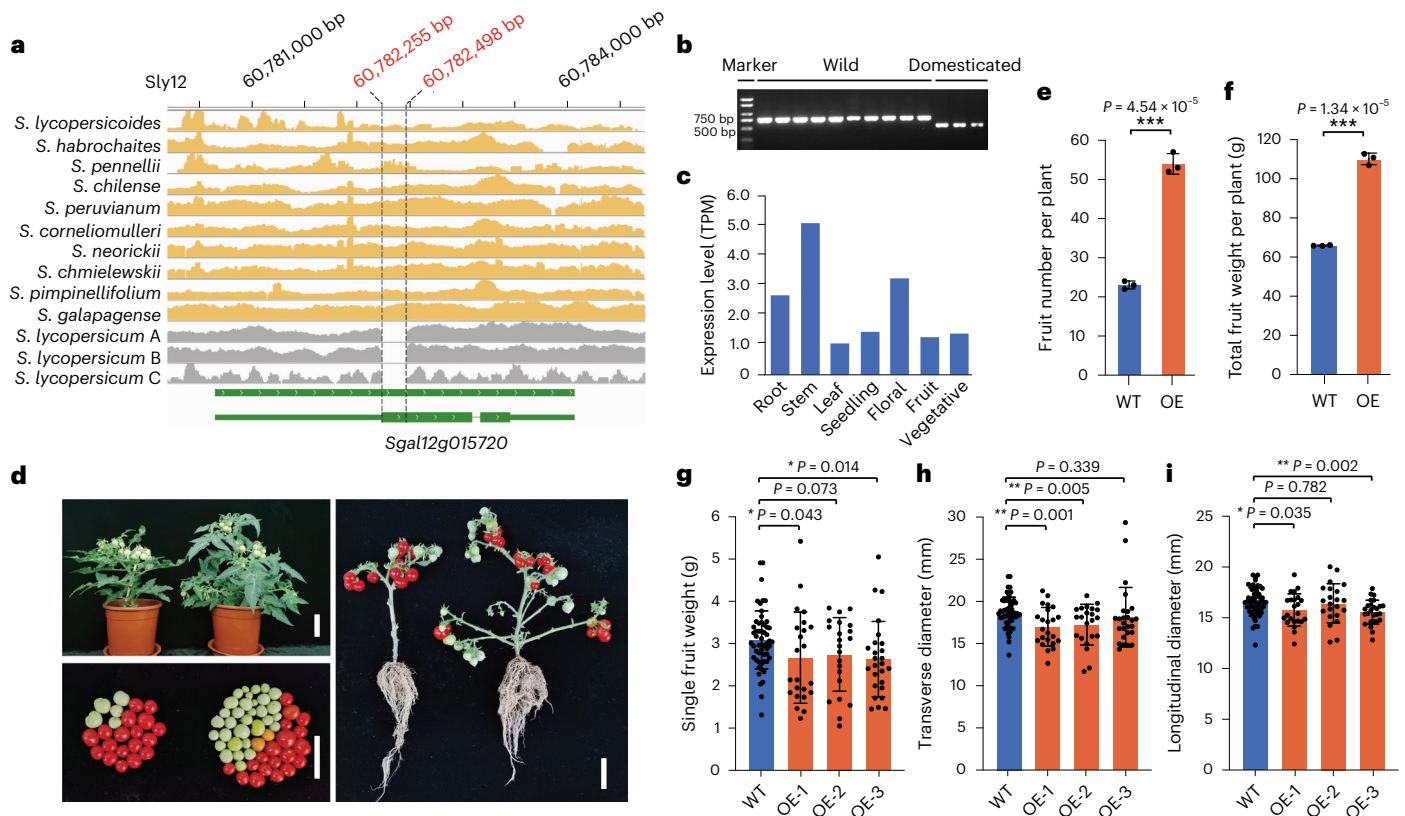 a
Sly12
60,781,000 bp
60,782,255 bp
60,782,498 bp
60,784,000 bp
S. lycopersicoides
S. habrochaites
S. pennellii
S. chilense
S. peruvianum
S. corneliomulleri
S. neorickii
S. chmielewskii
S. pimpinellifolium
S. galapagense
S. lycopersicum A
S. lycopersicum B
S. lycopersicum C
Sgal12g015720
b
Marker Wild Domesticated
750 bp
500 bp
c
Expression level (TPM)
6.0
5.0
4.0
3.0
2.0
1.0
0
Root
Stem
Leaf
Seedling
Floral
Fruit
Vegetative
d
e
P = 4.54 × 10⁻⁵
***
Fruit number per plant
60
50
40
30
20
10
0
WT OE
f
P = 1.34 × 10⁻⁵
***
Total fruit weight per plant (g)
120
100
80
60
40
20
0
WT OE
g
* P = 0.014
P = 0.073
* P = 0.043
Single fruit weight (g)
6
5
4
3
2
1
0
WT
OE-1
OE-2
OE-3
h
P = 0.339
** P = 0.005
** P = 0.001
Transverse diameter (mm)
30
25
20
15
10
5
0
WT
OE-1
OE-2
OE-3
i
** P = 0.002
P = 0.782
* P = 0.035
Longitudinal diameter (mm)
25
20
15
10
5
0
WT
OE-1
OE-2
OE-3